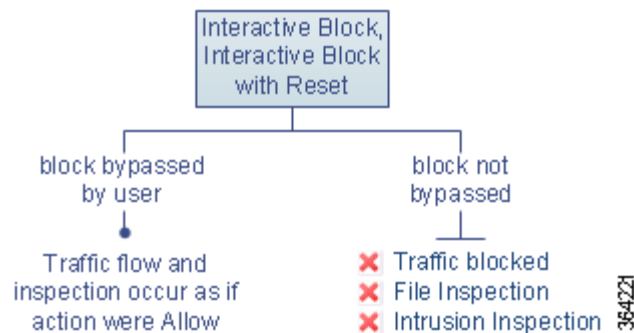 Interactive Block,
Interactive Block
with Reset
block bypassed
by user
block not
bypassed
Traffic flow and
inspection occur as if
action were Allow
Traffic blocked
File Inspection
Intrusion Inspection
364221